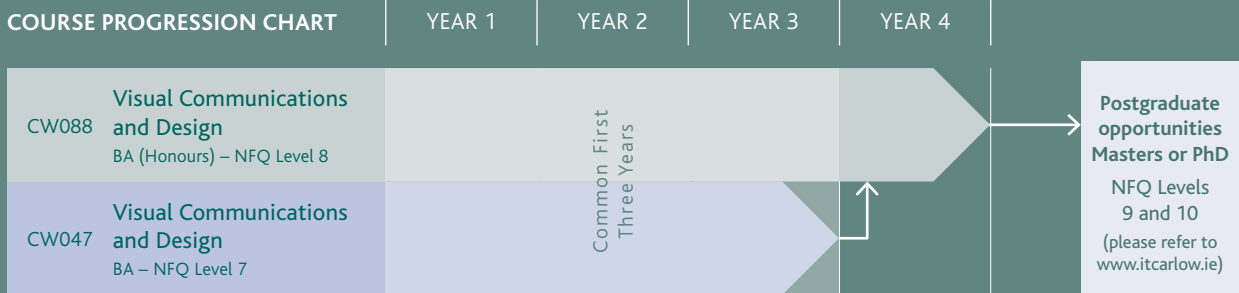 COURSE PROGRESSION CHART
YEAR 1
YEAR 2
YEAR 3
YEAR 4
CW088
Visual Communications
and Design
BA (Honours) – NFQ Level 8
CW047
Visual Communications
and Design
BA – NFQ Level 7
Common First
Three Years
Postgraduate
opportunities
Masters or PhD
NFQ Levels
9 and 10
(please refer to
www.itcarlow.ie)